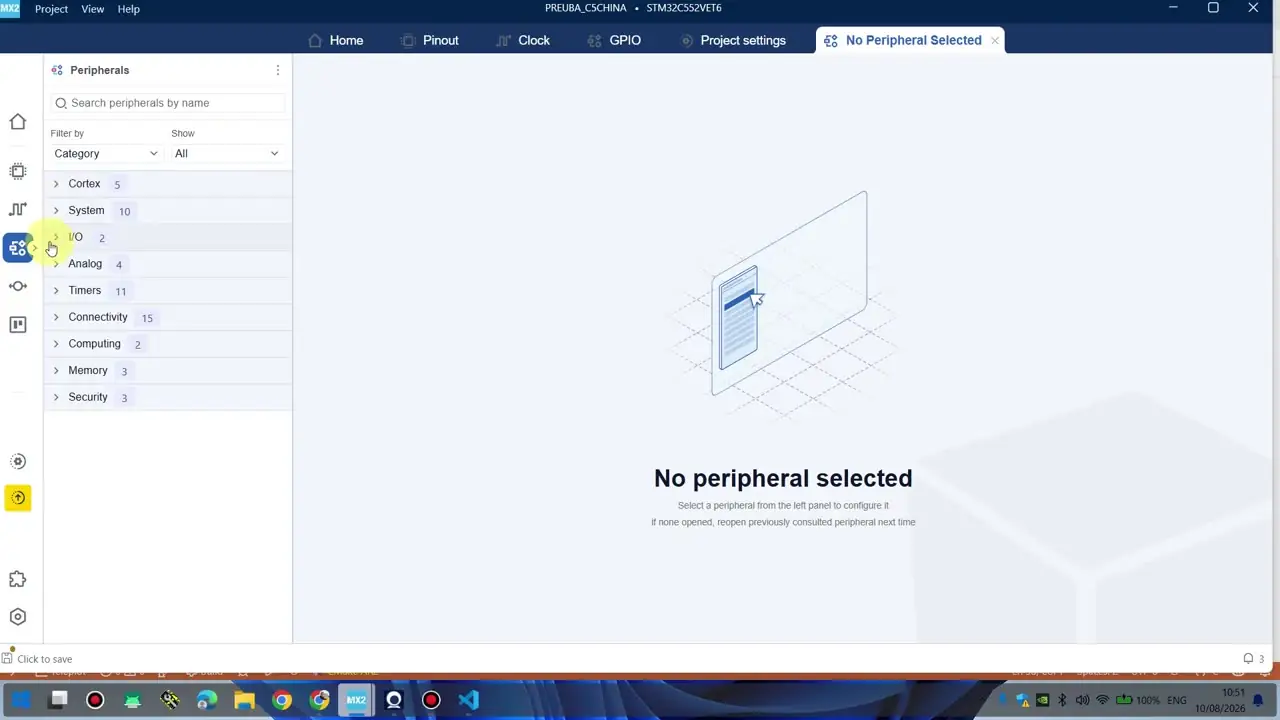 MX2 Project View Help PREUBA_C5CHINA • STM32C552VET6
Home Pinout Clock GPIO Project settings No Peripheral Selected
Peripherals
Search peripherals by name
Filter by Show
Category All
Cortex 5
System 10
I/O 2
Analog 4
Timers 11
Connectivity 15
Computing 2
Memory 3
Security 3
No peripheral selected
Select a peripheral from the left panel to configure it
if none opened, reopen previously consulted peripheral next time
Click to save 3
MX2 100% ENG 10:51
10/08/2026